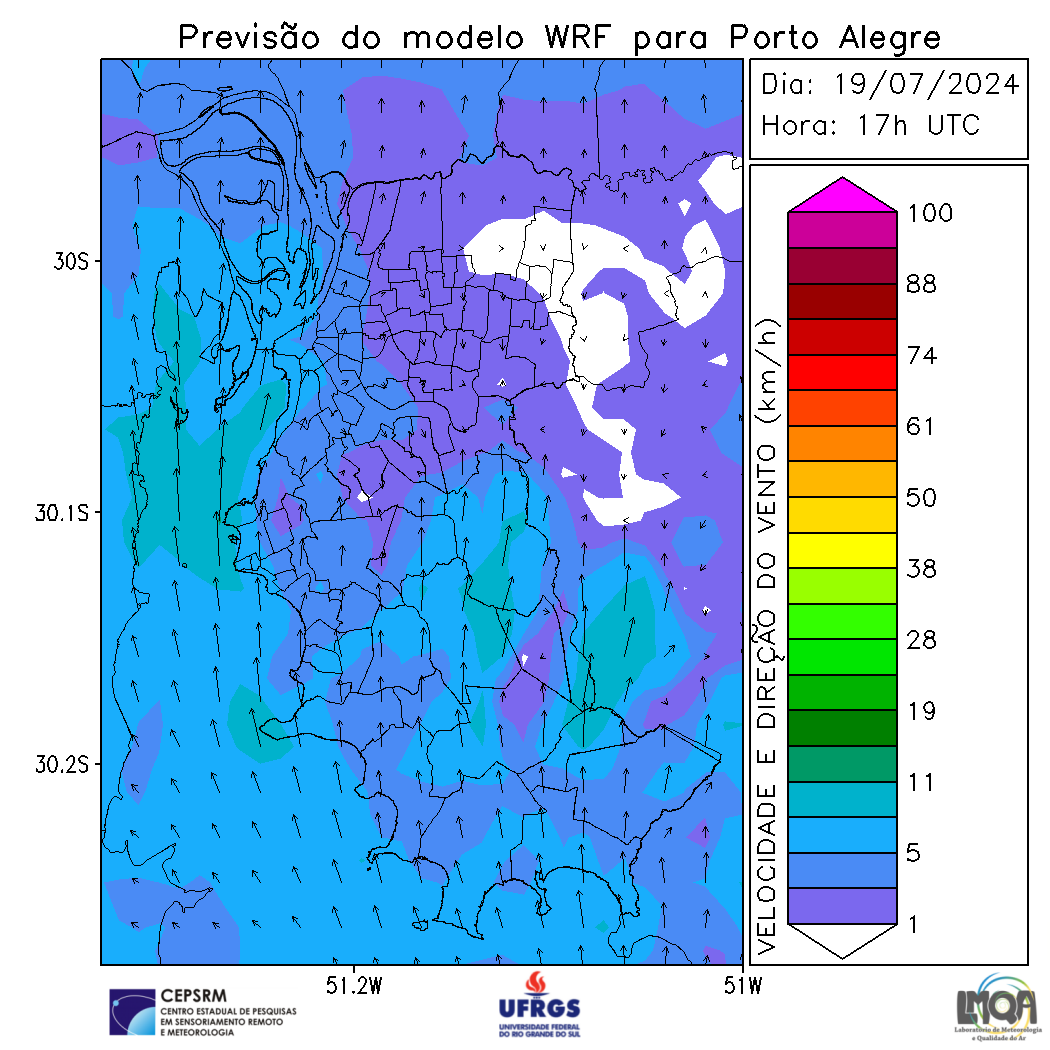 Previsão do modelo WRF para Porto Alegre
Dia: 19/07/2024
Hora: 17h UTC
30S
30.1S
30.2S
51.2W
51W
VELOCIDADE E DIREÇÃO DO VENTO (km/h)
100
88
74
61
50
38
28
19
11
5
1
CEPSRM
CENTRO ESTADUAL DE PESQUISAS
EM SENSORIAMENTO REMOTO
E METEOROLOGIA
UFRGS
UNIVERSIDADE FEDERAL
DO RIO GRANDE DO SUL
LMQA
Laboratório de Meteorologia
e Qualidade do Ar